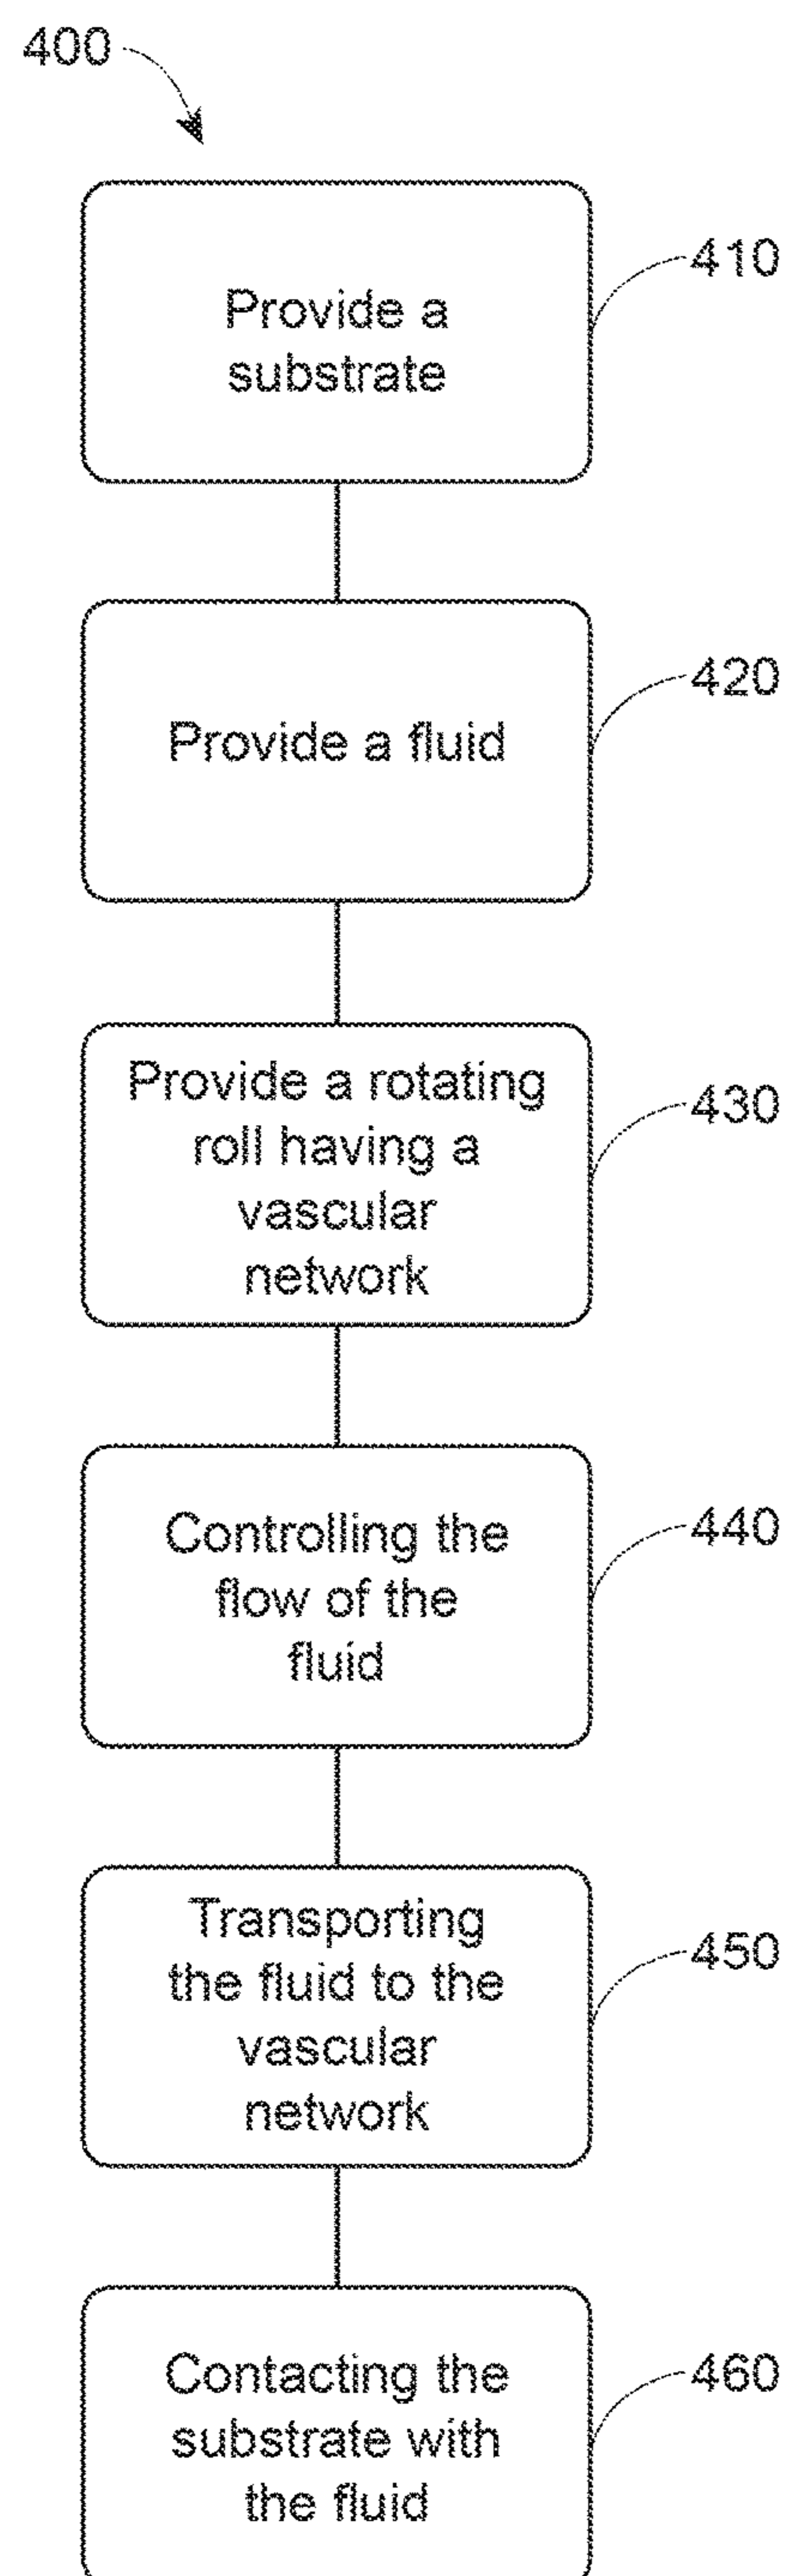 400
Provide a
substrate
410
Provide a fluid
420
Provide a rotating
roll having a
vascular
network
430
Controlling the
flow of the
fluid
440
Transporting
the fluid to the
vascular
network
450
Contacting the
substrate with
the fluid
460